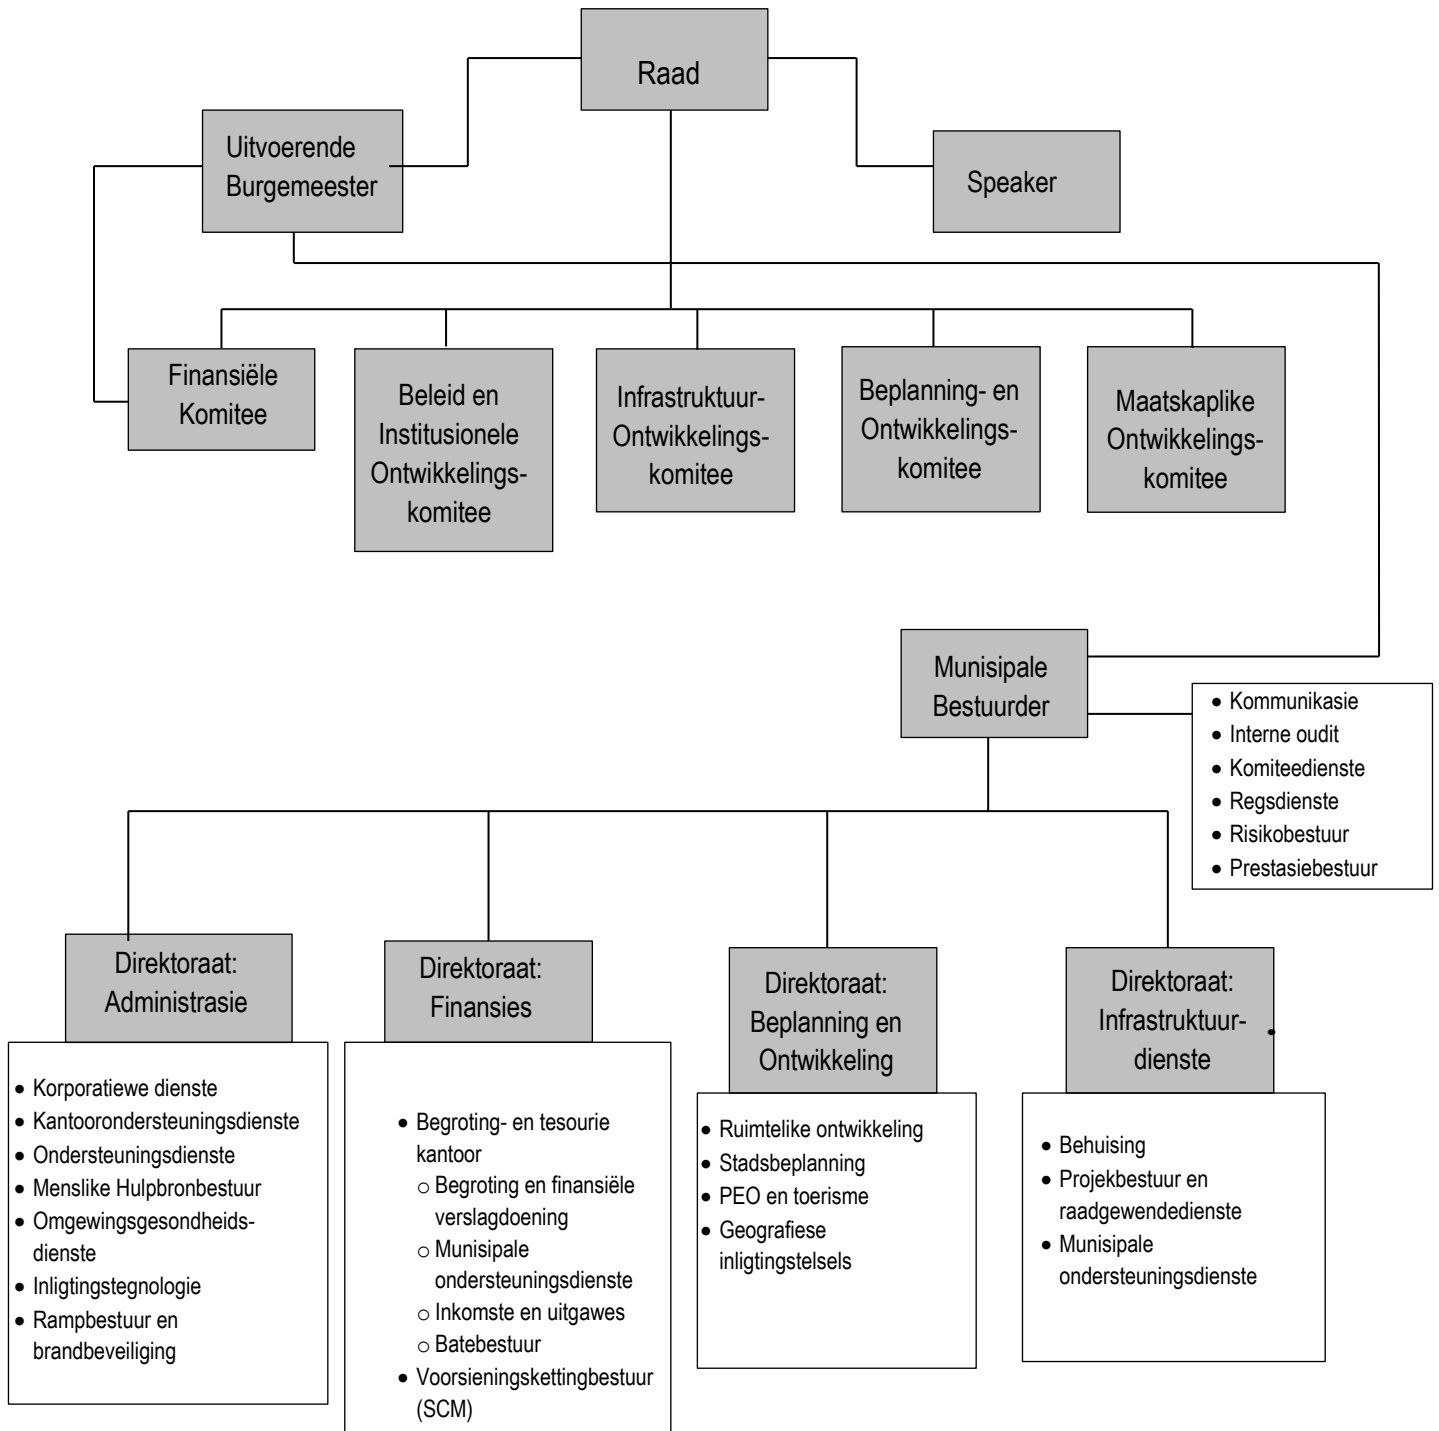 Raad
Uitvoerende
Burgemeester
Speaker
Finansiële
Komitee
Beleid en
Institusionele
Ontwikkelings-
komitee
Infrastruktuur-
Ontwikkelings-
komitee
Beplanning- en
Ontwikkelings-
komitee
Maatskaplike
Ontwikkelings-
komitee
Munisipale
Bestuurder
• Kommunikasie
• Interne oudit
• Komiteedienste
• Regsdienste
• Risikobestuur
• Prestasiebestuur
Direktoraat:
Administrasie
• Korporatiewe dienste
• Kantoorondersteuningsdienste
• Ondersteuningsdienste
• Menslike Hulpbronbestuur
• Omgewingsgesondheids-
dienste
• Inligtingstegnologie
• Rampbestuur en
brandbeveiliging
Direktoraat:
Finansies
• Begroting- en tesourie
kantoor
o Begroting en finansiële
verslagdoening
o Munisipale
ondersteuningsdienste
o Inkomste en uitgawes
o Batebestuur
• Voorsieningskettingbestuur
(SCM)
Direktoraat:
Beplanning en
Ontwikkeling
• Ruimtelike ontwikkeling
• Stadsbeplanning
• PEO en toerisme
• Geografiese
inligtingstelsels
Direktoraat:
Infrastruktuur-
dienste
• Behuising
• Projekbestuur en
raadgewendedienste
• Munisipale
ondersteuningsdienste